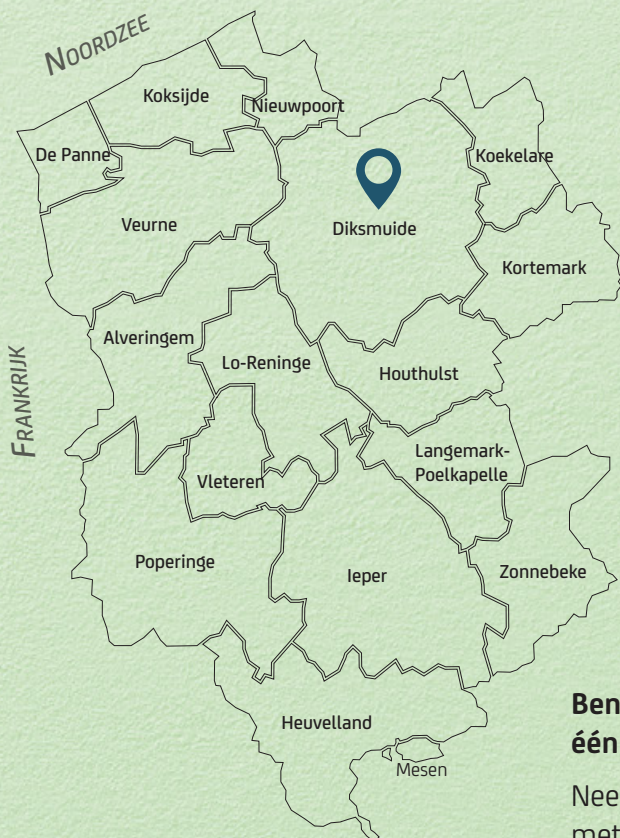 NOORDZEE
Koksijde
Nieuwpoort
De Panne
Koekelare
Veurne
Diksmuide
Kortemark
Alveringem
Lo-Reninge
Houthulst
FRANKRIJK
Langemark-
Poelkapelle
Vleteren
Poperinge
Ieper
Zonnebeke
Heuvelland
Mesen
Ben
één
Nee
met